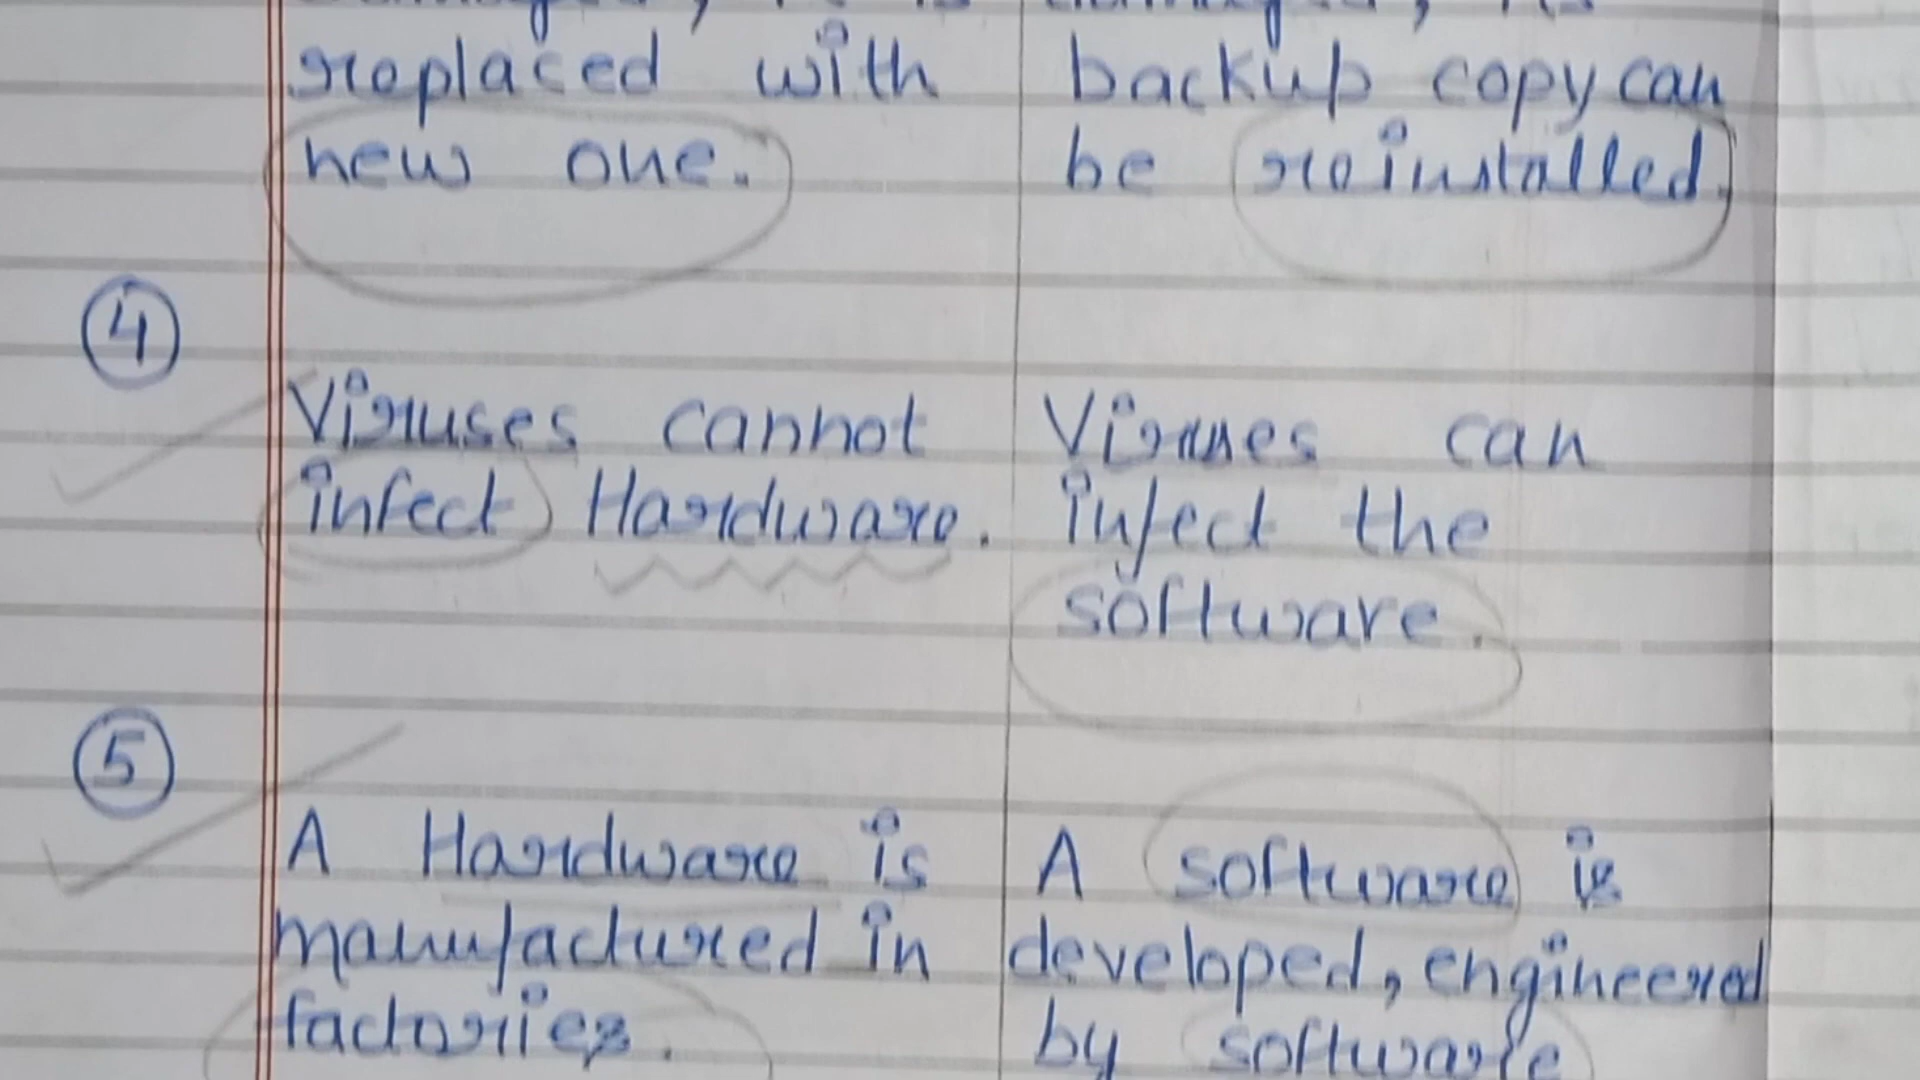 replaced with
new one.
backup copy can
be reinstalled.
4
Viruses cannot
infect Hardware.
Viruses can
infect the
software.
5
A Hardware is
manufactured in
factories.
A software is
developed, engineered
by software